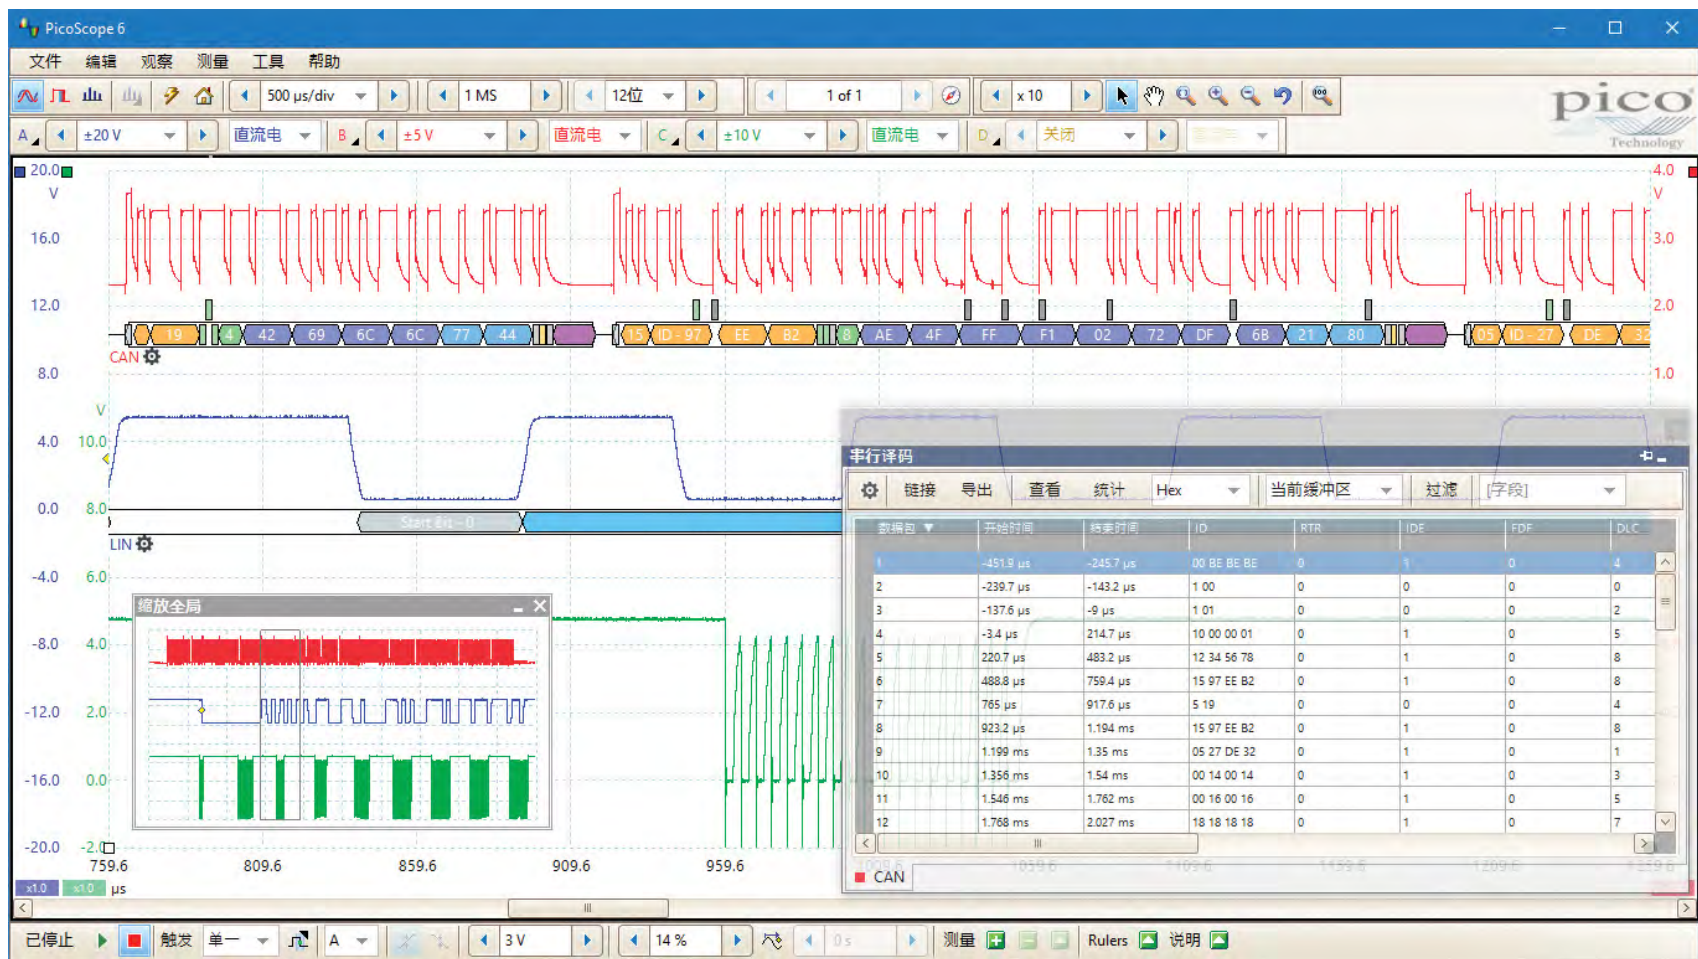 PicoScope 6
文件 编辑 观察 测量 工具 帮助
500 µs/div 1 MS 12位 1 of 1 x 10
pico
Technology
A ±20 V 直流电 B ±5 V 直流电 C ±10 V 直流电 D 关闭
20.0 4.0
V V
16.0 3.0
12.0 2.0
19 4 42 69 6C 6C 77 44 15 ID - 97 EE B2 8 AE 4F FF F1 02 72 DF 6B 21 80 05 ID - 27 DE 32
CAN
8.0 1.0
V
4.0 10.0
0.0 8.0
Start Bit - 0
LIN
-4.0 6.0
-8.0 4.0
-12.0 2.0
-16.0 0.0
-20.0 -2.0
缩放全局
串行译码
链接 导出 查看 统计 Hex 当前缓冲区 过滤 [字段]
数据包 开始时间 结束时间 ID RTR IDE FDF DLC
1 -451.9 µs -245.7 µs 00 BE BE BE 0 1 0 4
2 -239.7 µs -143.2 µs 1 00 0 0 0 0
3 -137.6 µs -9 µs 1 01 0 0 0 2
4 -3.4 µs 214.7 µs 10 00 00 01 0 1 0 5
5 220.7 µs 483.2 µs 12 34 56 78 0 1 0 8
6 488.8 µs 759.4 µs 15 97 EE B2 0 1 0 8
7 765 µs 917.6 µs 5 19 0 0 0 4
8 923.2 µs 1.194 ms 15 97 EE B2 0 1 0 8
9 1.199 ms 1.35 ms 05 27 DE 32 0 1 0 1
10 1.356 ms 1.54 ms 00 14 00 14 0 1 0 3
11 1.546 ms 1.762 ms 00 16 00 16 0 1 0 5
12 1.768 ms 2.027 ms 18 18 18 18 0 1 0 7
CAN
759.6 809.6 859.6 909.6 959.6 1009.6 1059.6 1109.6 1159.6 1209.6 1259.6
x1.0 x1.0 µs
已停止 触发 单一 A 3 V 14 % 0 s 测量 Rulers 说明